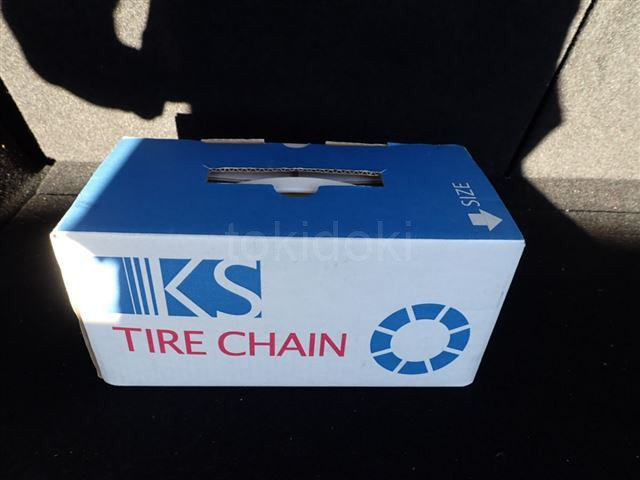 SIZE
tokidoki
KS
TIRE CHAIN